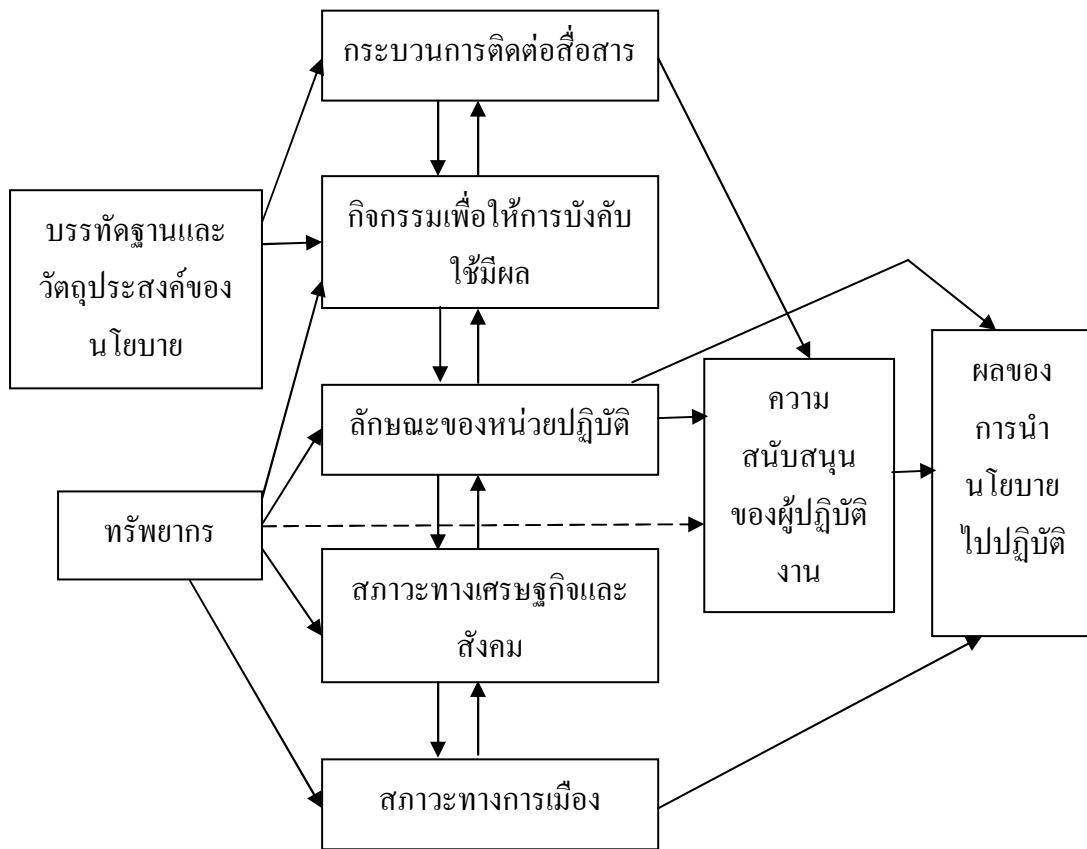 กระบวนการติดต่อสื่อสาร
บรรทัดฐานและ
วัตถุประสงค์ของ
นโยบาย
กิจกรรมเพื่อให้การบังคับ
ใช้มีผล
ลักษณะของหน่วยปฏิบัติ
ทรัพยากร
สภาวะทางเศรษฐกิจและ
สังคม
สภาวะทางการเมือง
ความ
สนับสนุน
ของผู้ปฏิบัติ
งาน
ผลของ
การนำ
นโยบาย
ไปปฏิบัติ